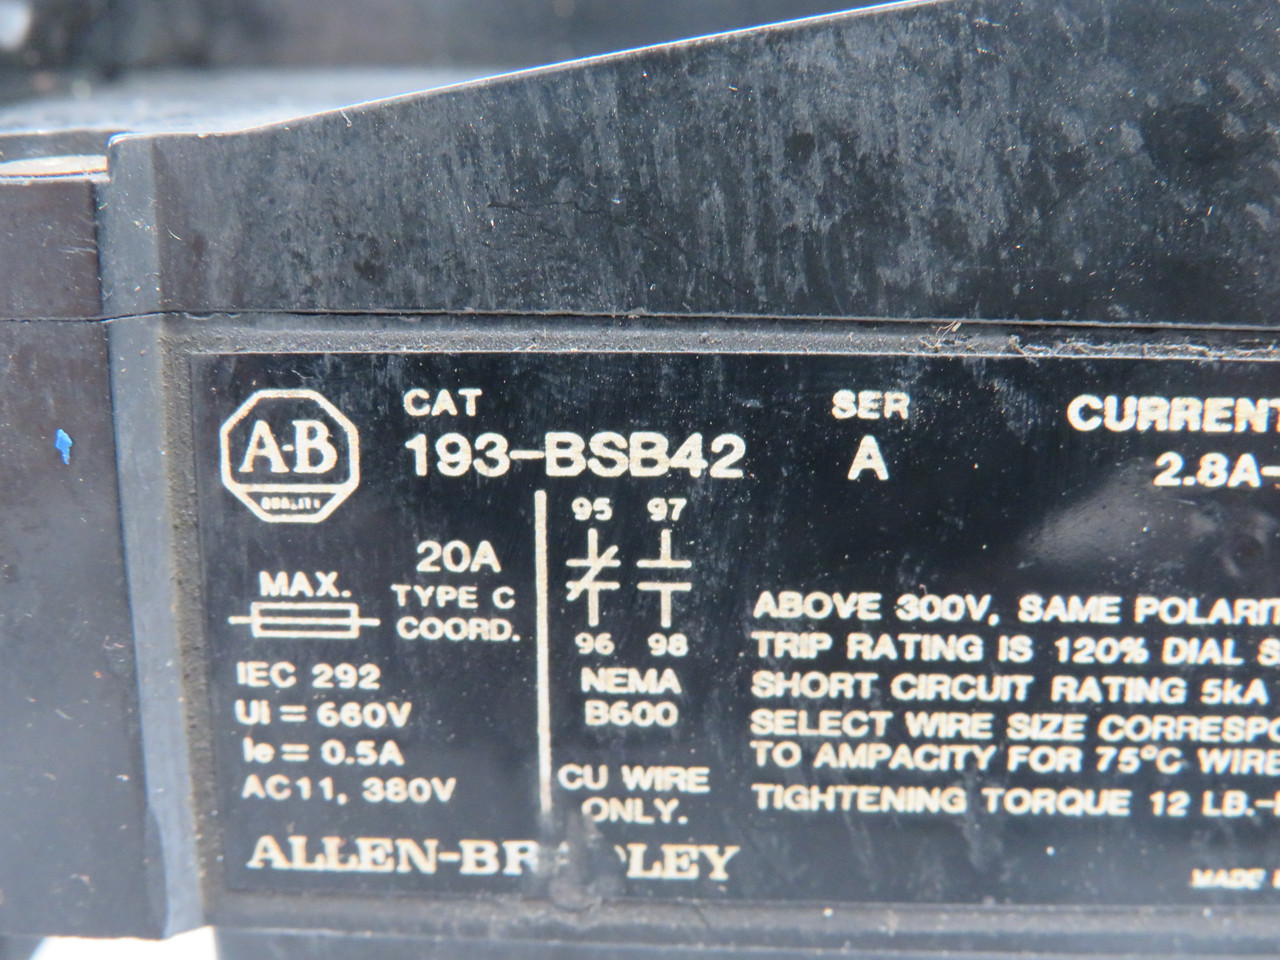 A-B
QUALITY
CAT
193-BSB42
SER
A
CURRENT
2.8A-
20A
MAX.
TYPE C
COORD.
IEC 292
Ui = 660V
Ie = 0.5A
AC11, 380V
95 97
96 98
NEMA
B600
CU WIRE
ONLY.
ABOVE 300V, SAME POLARIT
TRIP RATING IS 120% DIAL S
SHORT CIRCUIT RATING 5kA
SELECT WIRE SIZE CORRESPO
TO AMPACITY FOR 75°C WIRE
TIGHTENING TORQUE 12 LB.-
ALLEN-BRADLEY
MADE